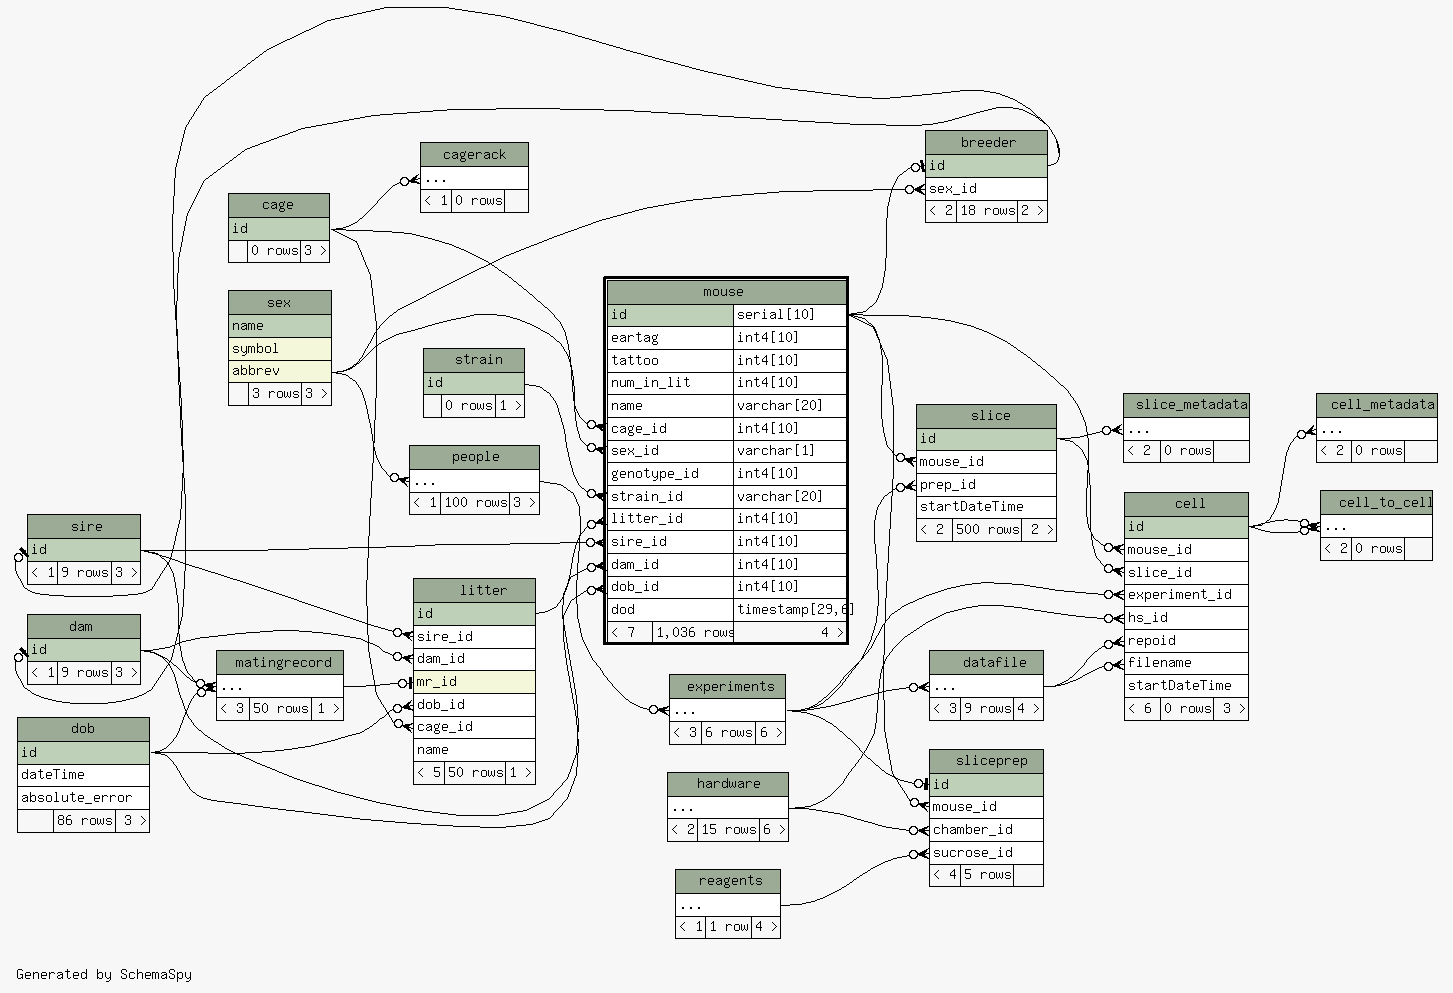 cagerack
...
< 1 0 rows
cage
id
0 rows 3 >
breeder
id
sex_id
< 2 18 rows 2 >
sex
name
symbol
abbrev
3 rows 3 >
strain
id
0 rows 1 >
people
...
< 1 100 rows 3 >
mouse
id serial[10]
eartag int4[10]
tattoo int4[10]
num_in_lit int4[10]
name varchar[20]
cage_id int4[10]
sex_id varchar[1]
genotype_id int4[10]
strain_id varchar[20]
litter_id int4[10]
sire_id int4[10]
dam_id int4[10]
dob_id int4[10]
dod timestamp[29,6]
< 7 1,036 rows 4 >
slice
id
mouse_id
prep_id
startDateTime
< 2 500 rows 2 >
slice_metadata
...
< 2 0 rows
cell_metadata
...
< 2 0 rows
cell
id
mouse_id
slice_id
experiment_id
hs_id
repoid
filename
startDateTime
< 6 0 rows 3 >
cell_to_cell
...
< 2 0 rows
sire
id
< 1 9 rows 3 >
dam
id
< 1 9 rows 3 >
dob
id
dateTime
absolute_error
86 rows 3 >
matingrecord
...
< 3 50 rows 1 >
litter
id
sire_id
dam_id
mr_id
dob_id
cage_id
name
< 5 50 rows 1 >
experiments
...
< 3 6 rows 6 >
datafile
...
< 3 9 rows 4 >
hardware
...
< 2 15 rows 6 >
sliceprep
id
mouse_id
chamber_id
sucrose_id
< 4 5 rows
reagents
...
< 1 1 row 4 >
Generated by SchemaSpy